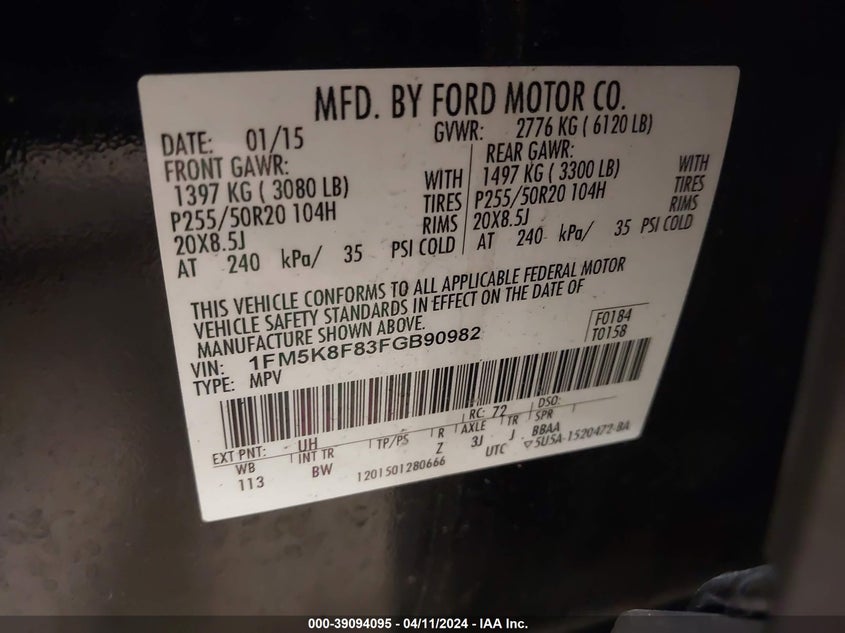 MFD. BY FORD MOTOR CO.
DATE: 01/15 GVWR: 2776 KG ( 6120 LB)
FRONT GAWR: REAR GAWR:
1397 KG ( 3080 LB) WITH 1497 KG ( 3300 LB) WITH
P255/50R20 104H TIRES P255/50R20 104H TIRES
20X8.5J RIMS 20X8.5J RIMS
AT 240 kPa/ 35 PSI COLD AT 240 kPa/ 35 PSI COLD
THIS VEHICLE CONFORMS TO ALL APPLICABLE FEDERAL MOTOR
VEHICLE SAFETY STANDARDS IN EFFECT ON THE DATE OF
MANUFACTURE SHOWN ABOVE.
VIN: 1FM5K8F83FGB90982 F0184
TYPE: MPV T0158
EXT PNT: UH RC: 72 DSO:
WB INT TR TP/PS R AXLE TR SPR
113 BW Z 3J J BBAA
1201501280666 UTC ▽5U5A-1520472-BA
000-39094095 - 04/11/2024 - IAA Inc.